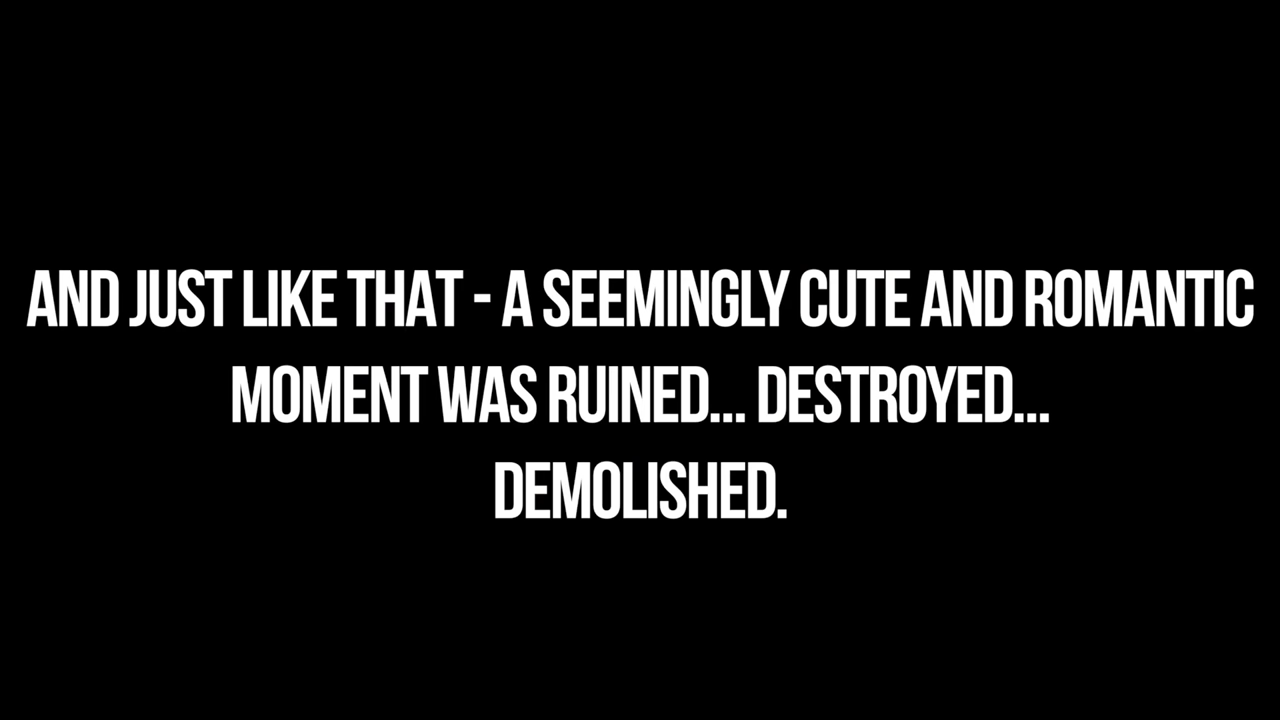 AND JUST LIKE THAT - A SEEMINGLY CUTE AND ROMANTIC
MOMENT WAS RUINED... DESTROYED...
DEMOLISHED.